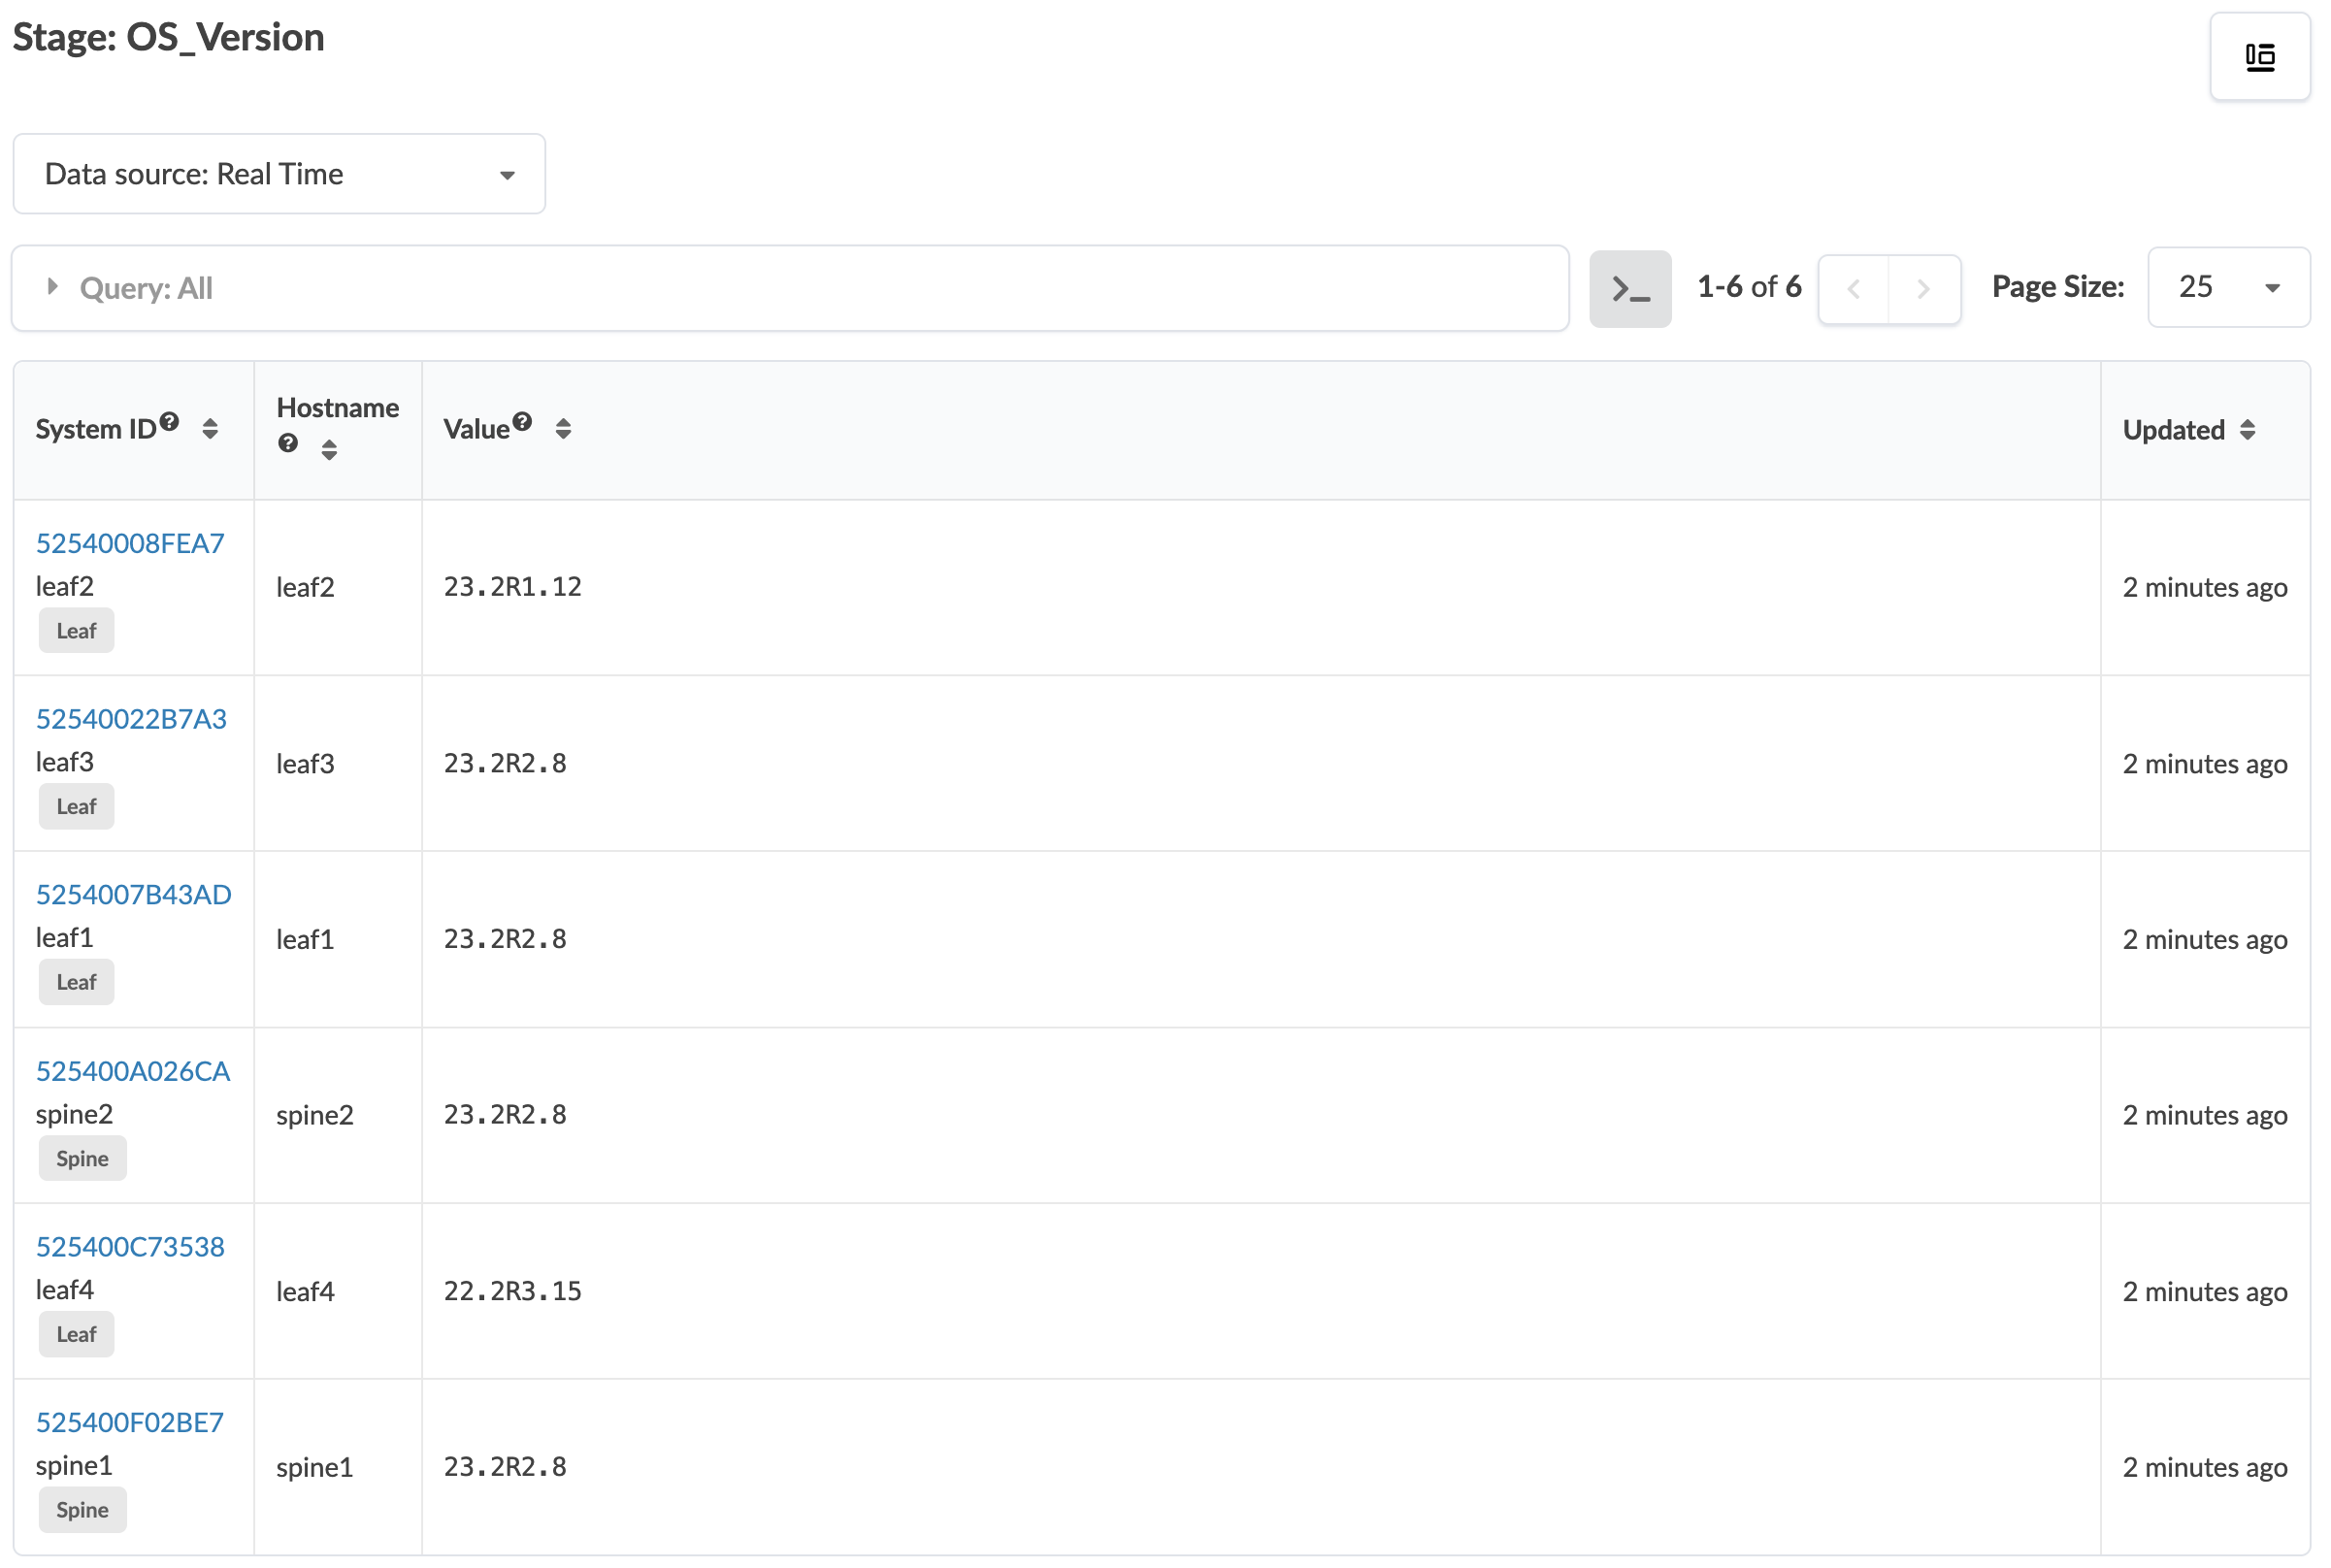 Stage: OS_Version
Data source: Real Time
Query: All
>_
1-6 of 6
Page Size:
25
System ID?
Hostname
?
Value?
Updated
52540008FEA7
leaf2
Leaf
leaf2
23.2R1.12
2 minutes ago
52540022B7A3
leaf3
Leaf
leaf3
23.2R2.8
2 minutes ago
5254007B43AD
leaf1
Leaf
leaf1
23.2R2.8
2 minutes ago
525400A026CA
spine2
Spine
spine2
23.2R2.8
2 minutes ago
525400C73538
leaf4
Leaf
leaf4
22.2R3.15
2 minutes ago
525400F02BE7
spine1
Spine
spine1
23.2R2.8
2 minutes ago